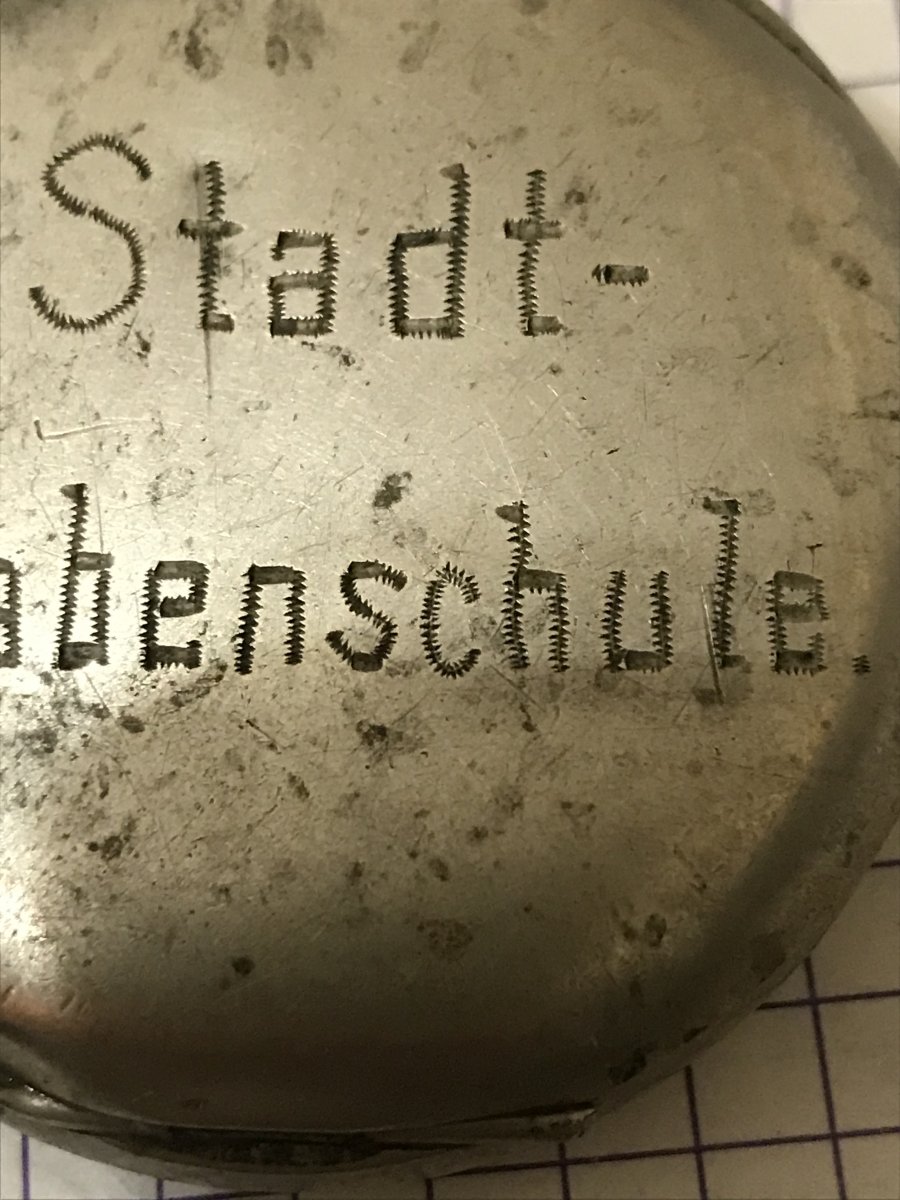 Stadt-
abenschule.